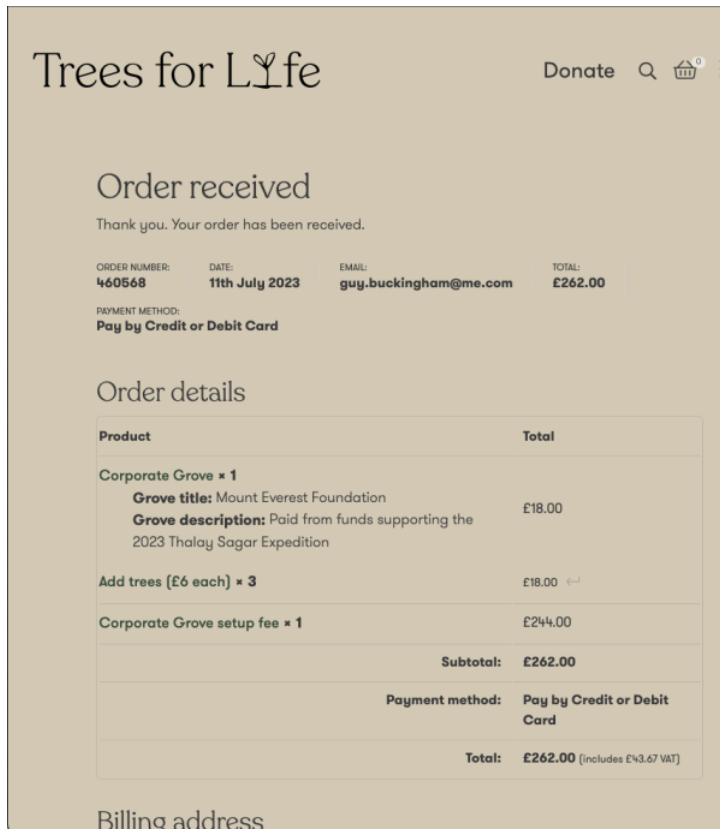 Trees for Life
Donate
0
Order received
Thank you. Your order has been received.
ORDER NUMBER: DATE: EMAIL: TOTAL:
460568 11th July 2023 guy.buckingham@me.com £262.00
PAYMENT METHOD:
Pay by Credit or Debit Card
Order details
Product Total
Corporate Grove × 1
Grove title: Mount Everest Foundation
£18.00
Grove description: Paid from funds supporting the
2023 Thalay Sagar Expedition
Add trees (£6 each) × 3 £18.00
Corporate Grove setup fee × 1 £244.00
Subtotal: £262.00
Payment method: Pay by Credit or Debit
Card
Total: £262.00 (includes £43.67 VAT)
Billing address